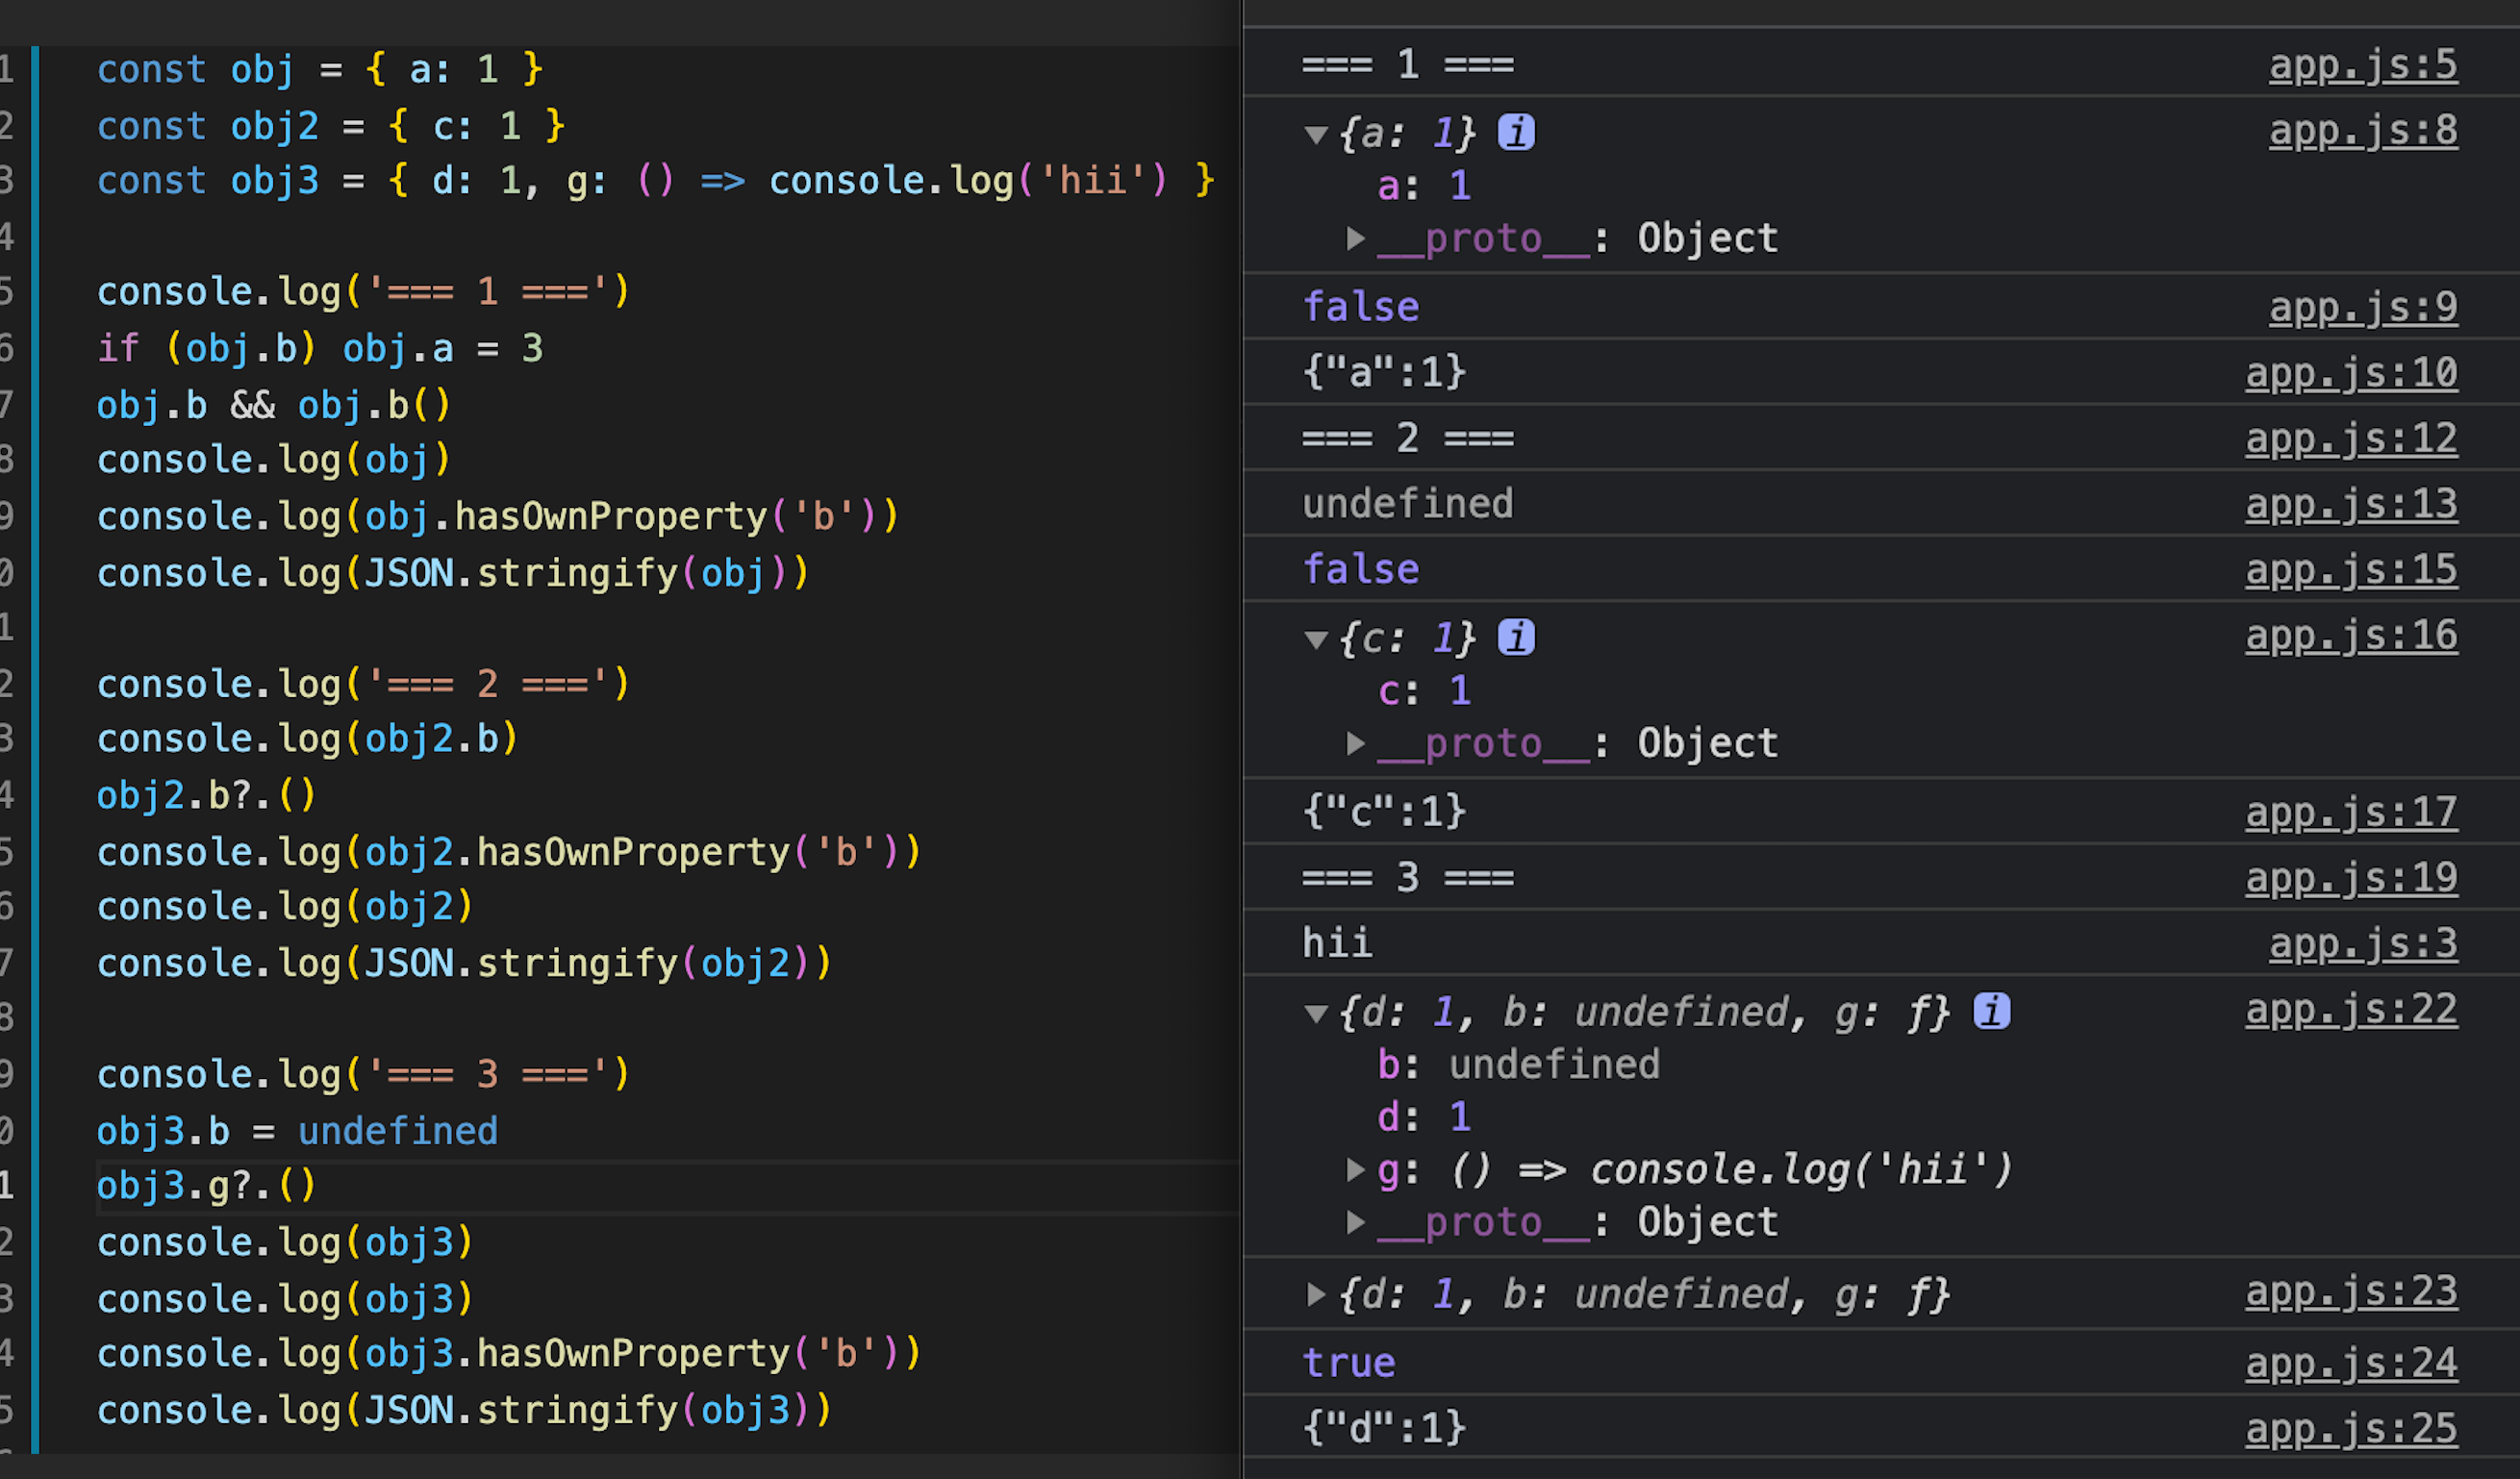 1 const obj = { a: 1 }
2 const obj2 = { c: 1 }
3 const obj3 = { d: 1, g: () => console.log('hii') }
4
5 console.log('=== 1 ===')
6 if (obj.b) obj.a = 3
7 obj.b && obj.b()
8 console.log(obj)
9 console.log(obj.hasOwnProperty('b'))
0 console.log(JSON.stringify(obj))
1
2 console.log('=== 2 ===')
3 console.log(obj2.b)
4 obj2.b?.()
5 console.log(obj2.hasOwnProperty('b'))
6 console.log(obj2)
7 console.log(JSON.stringify(obj2))
8
9 console.log('=== 3 ===')
0 obj3.b = undefined
1 obj3.g?.()
2 console.log(obj3)
3 console.log(obj3)
4 console.log(obj3.hasOwnProperty('b'))
5 console.log(JSON.stringify(obj3))
=== 1 === app.js:5
▼{a: 1} i app.js:8
a: 1
▶__proto__: Object
false app.js:9
{"a":1} app.js:10
=== 2 === app.js:12
undefined app.js:13
false app.js:15
▼{c: 1} i app.js:16
c: 1
▶__proto__: Object
{"c":1} app.js:17
=== 3 === app.js:19
hii app.js:3
▼{d: 1, b: undefined, g: ƒ} i app.js:22
b: undefined
d: 1
▶g: () => console.log('hii')
▶__proto__: Object
▶{d: 1, b: undefined, g: ƒ} app.js:23
true app.js:24
{"d":1} app.js:25